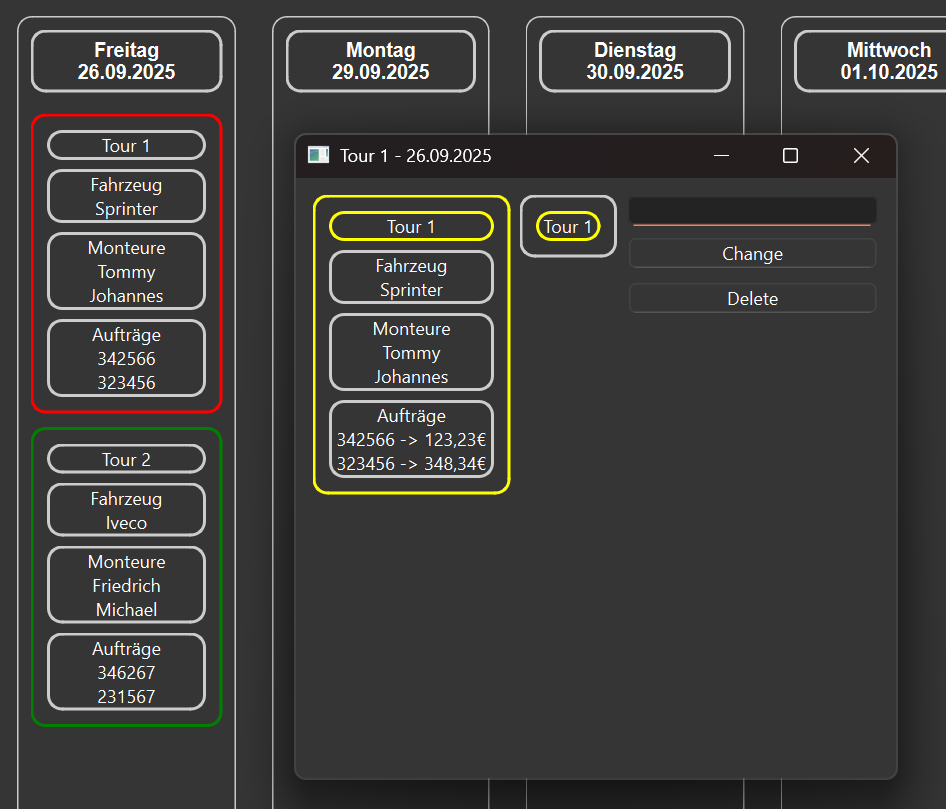 Freitag
26.09.2025
Montag
29.09.2025
Dienstag
30.09.2025
Mittwoch
01.10.2025
Tour 1
Fahrzeug
Sprinter
Monteure
Tommy
Johannes
Aufträge
342566
323456
Tour 2
Fahrzeug
Iveco
Monteure
Friedrich
Michael
Aufträge
346267
231567
Tour 1 - 26.09.2025
Tour 1
Fahrzeug
Sprinter
Monteure
Tommy
Johannes
Aufträge
342566 -> 123,23€
323456 -> 348,34€
Tour 1
Change
Delete